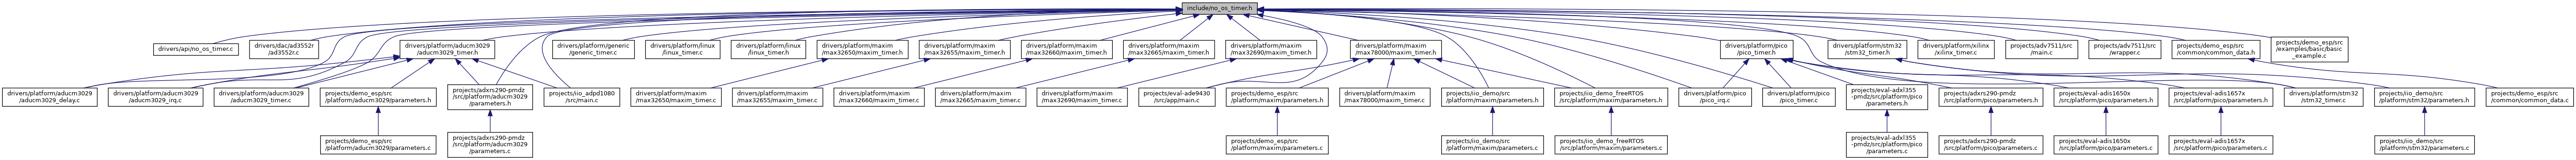 include/no_os_timer.h
drivers/api/no_os_timer.c
drivers/dac/ad3552r
/ad3552r.c
drivers/platform/aducm3029
/aducm3029_timer.h
drivers/platform/generic
/generic_timer.c
drivers/platform/linux
/linux_timer.c
drivers/platform/linux
/linux_timer.h
drivers/platform/maxim
/max32650/maxim_timer.h
drivers/platform/maxim
/max32655/maxim_timer.h
drivers/platform/maxim
/max32660/maxim_timer.h
drivers/platform/maxim
/max32665/maxim_timer.h
drivers/platform/maxim
/max32690/maxim_timer.h
drivers/platform/maxim
/max78000/maxim_timer.h
drivers/platform/pico
/pico_timer.h
drivers/platform/stm32
/stm32_timer.h
drivers/platform/xilinx
/xilinx_timer.c
projects/adv7511/src
/main.c
projects/adv7511/src
/wrapper.c
projects/demo_esp/src
/common/common_data.h
projects/demo_esp/src
/examples/basic/basic
_example.c
drivers/platform/aducm3029
/aducm3029_delay.c
drivers/platform/aducm3029
/aducm3029_irq.c
drivers/platform/aducm3029
/aducm3029_timer.c
projects/demo_esp/src
/platform/aducm3029/parameters.h
projects/adxrs290-pmdz
/src/platform/aducm3029
/parameters.h
projects/iio_adpd1080
/src/main.c
drivers/platform/maxim
/max32650/maxim_timer.c
drivers/platform/maxim
/max32655/maxim_timer.c
drivers/platform/maxim
/max32660/maxim_timer.c
drivers/platform/maxim
/max32665/maxim_timer.c
drivers/platform/maxim
/max32690/maxim_timer.c
projects/eval-ade9430
/src/app/main.c
projects/demo_esp/src
/platform/maxim/parameters.h
drivers/platform/maxim
/max78000/maxim_timer.c
projects/iio_demo/src
/platform/maxim/parameters.h
projects/iio_demo_freeRTOS
/src/platform/maxim/parameters.h
drivers/platform/pico
/pico_irq.c
drivers/platform/pico
/pico_timer.c
projects/eval-adxl355
-pmdz/src/platform/pico
/parameters.h
projects/adxrs290-pmdz
/src/platform/pico/parameters.h
projects/eval-adis1650x
/src/platform/pico/parameters.h
projects/eval-adis1657x
/src/platform/pico/parameters.h
drivers/platform/stm32
/stm32_timer.c
projects/iio_demo/src
/platform/stm32/parameters.h
projects/demo_esp/src
/common/common_data.c
projects/demo_esp/src
/platform/aducm3029/parameters.c
projects/adxrs290-pmdz
/src/platform/aducm3029
/parameters.c
projects/demo_esp/src
/platform/maxim/parameters.c
projects/iio_demo/src
/platform/maxim/parameters.c
projects/iio_demo_freeRTOS
/src/platform/maxim/parameters.c
projects/eval-adxl355
-pmdz/src/platform/pico
/parameters.c
projects/adxrs290-pmdz
/src/platform/pico/parameters.c
projects/eval-adis1650x
/src/platform/pico/parameters.c
projects/eval-adis1657x
/src/platform/pico/parameters.c
projects/iio_demo/src
/platform/stm32/parameters.c